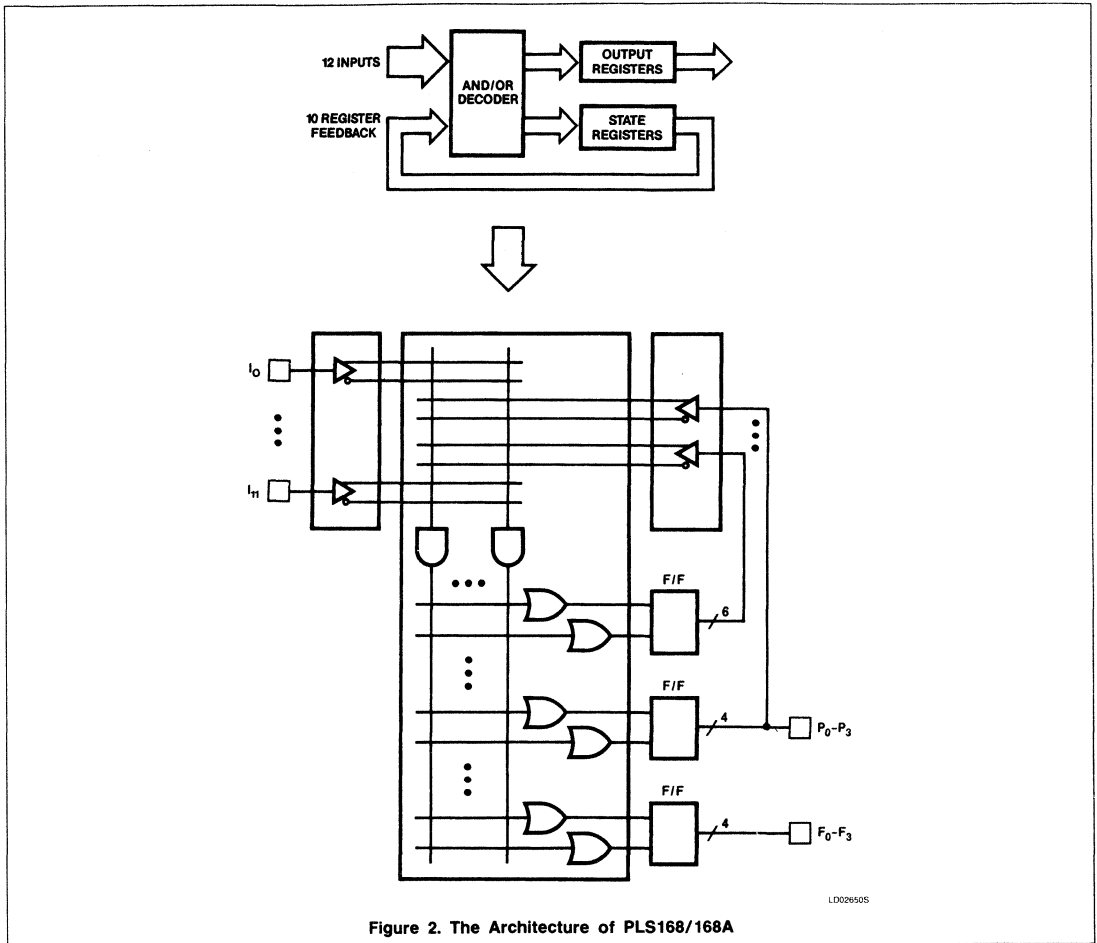 12 INPUTS
AND/OR
DECODER
OUTPUT
REGISTERS
10 REGISTER
FEEDBACK
STATE
REGISTERS
I0
I11
F/F
6
F/F
4
P0-P3
F/F
4
F0-F3
LD02650S
Figure 2. The Architecture of PLS168/168A